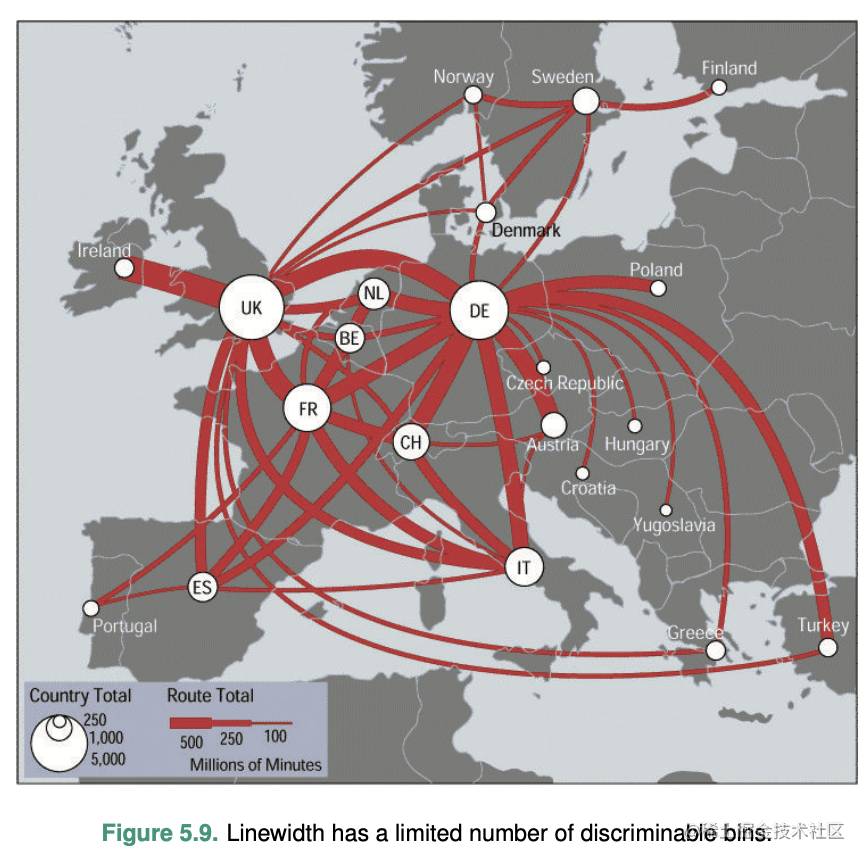 Norway
Sweden
Finland
Denmark
Ireland
Poland
UK
NL
DE
BE
Czech Republic
FR
CH
Austria
Hungary
Croatia
Yugoslavia
IT
ES
Portugal
Greece
Turkey
Country Total
250
1,000
5,000
Route Total
500 250 100
Millions of Minutes
Figure 5.9. Linewidth has a limited number of discriminable bins.
@稀土掘金技术社区